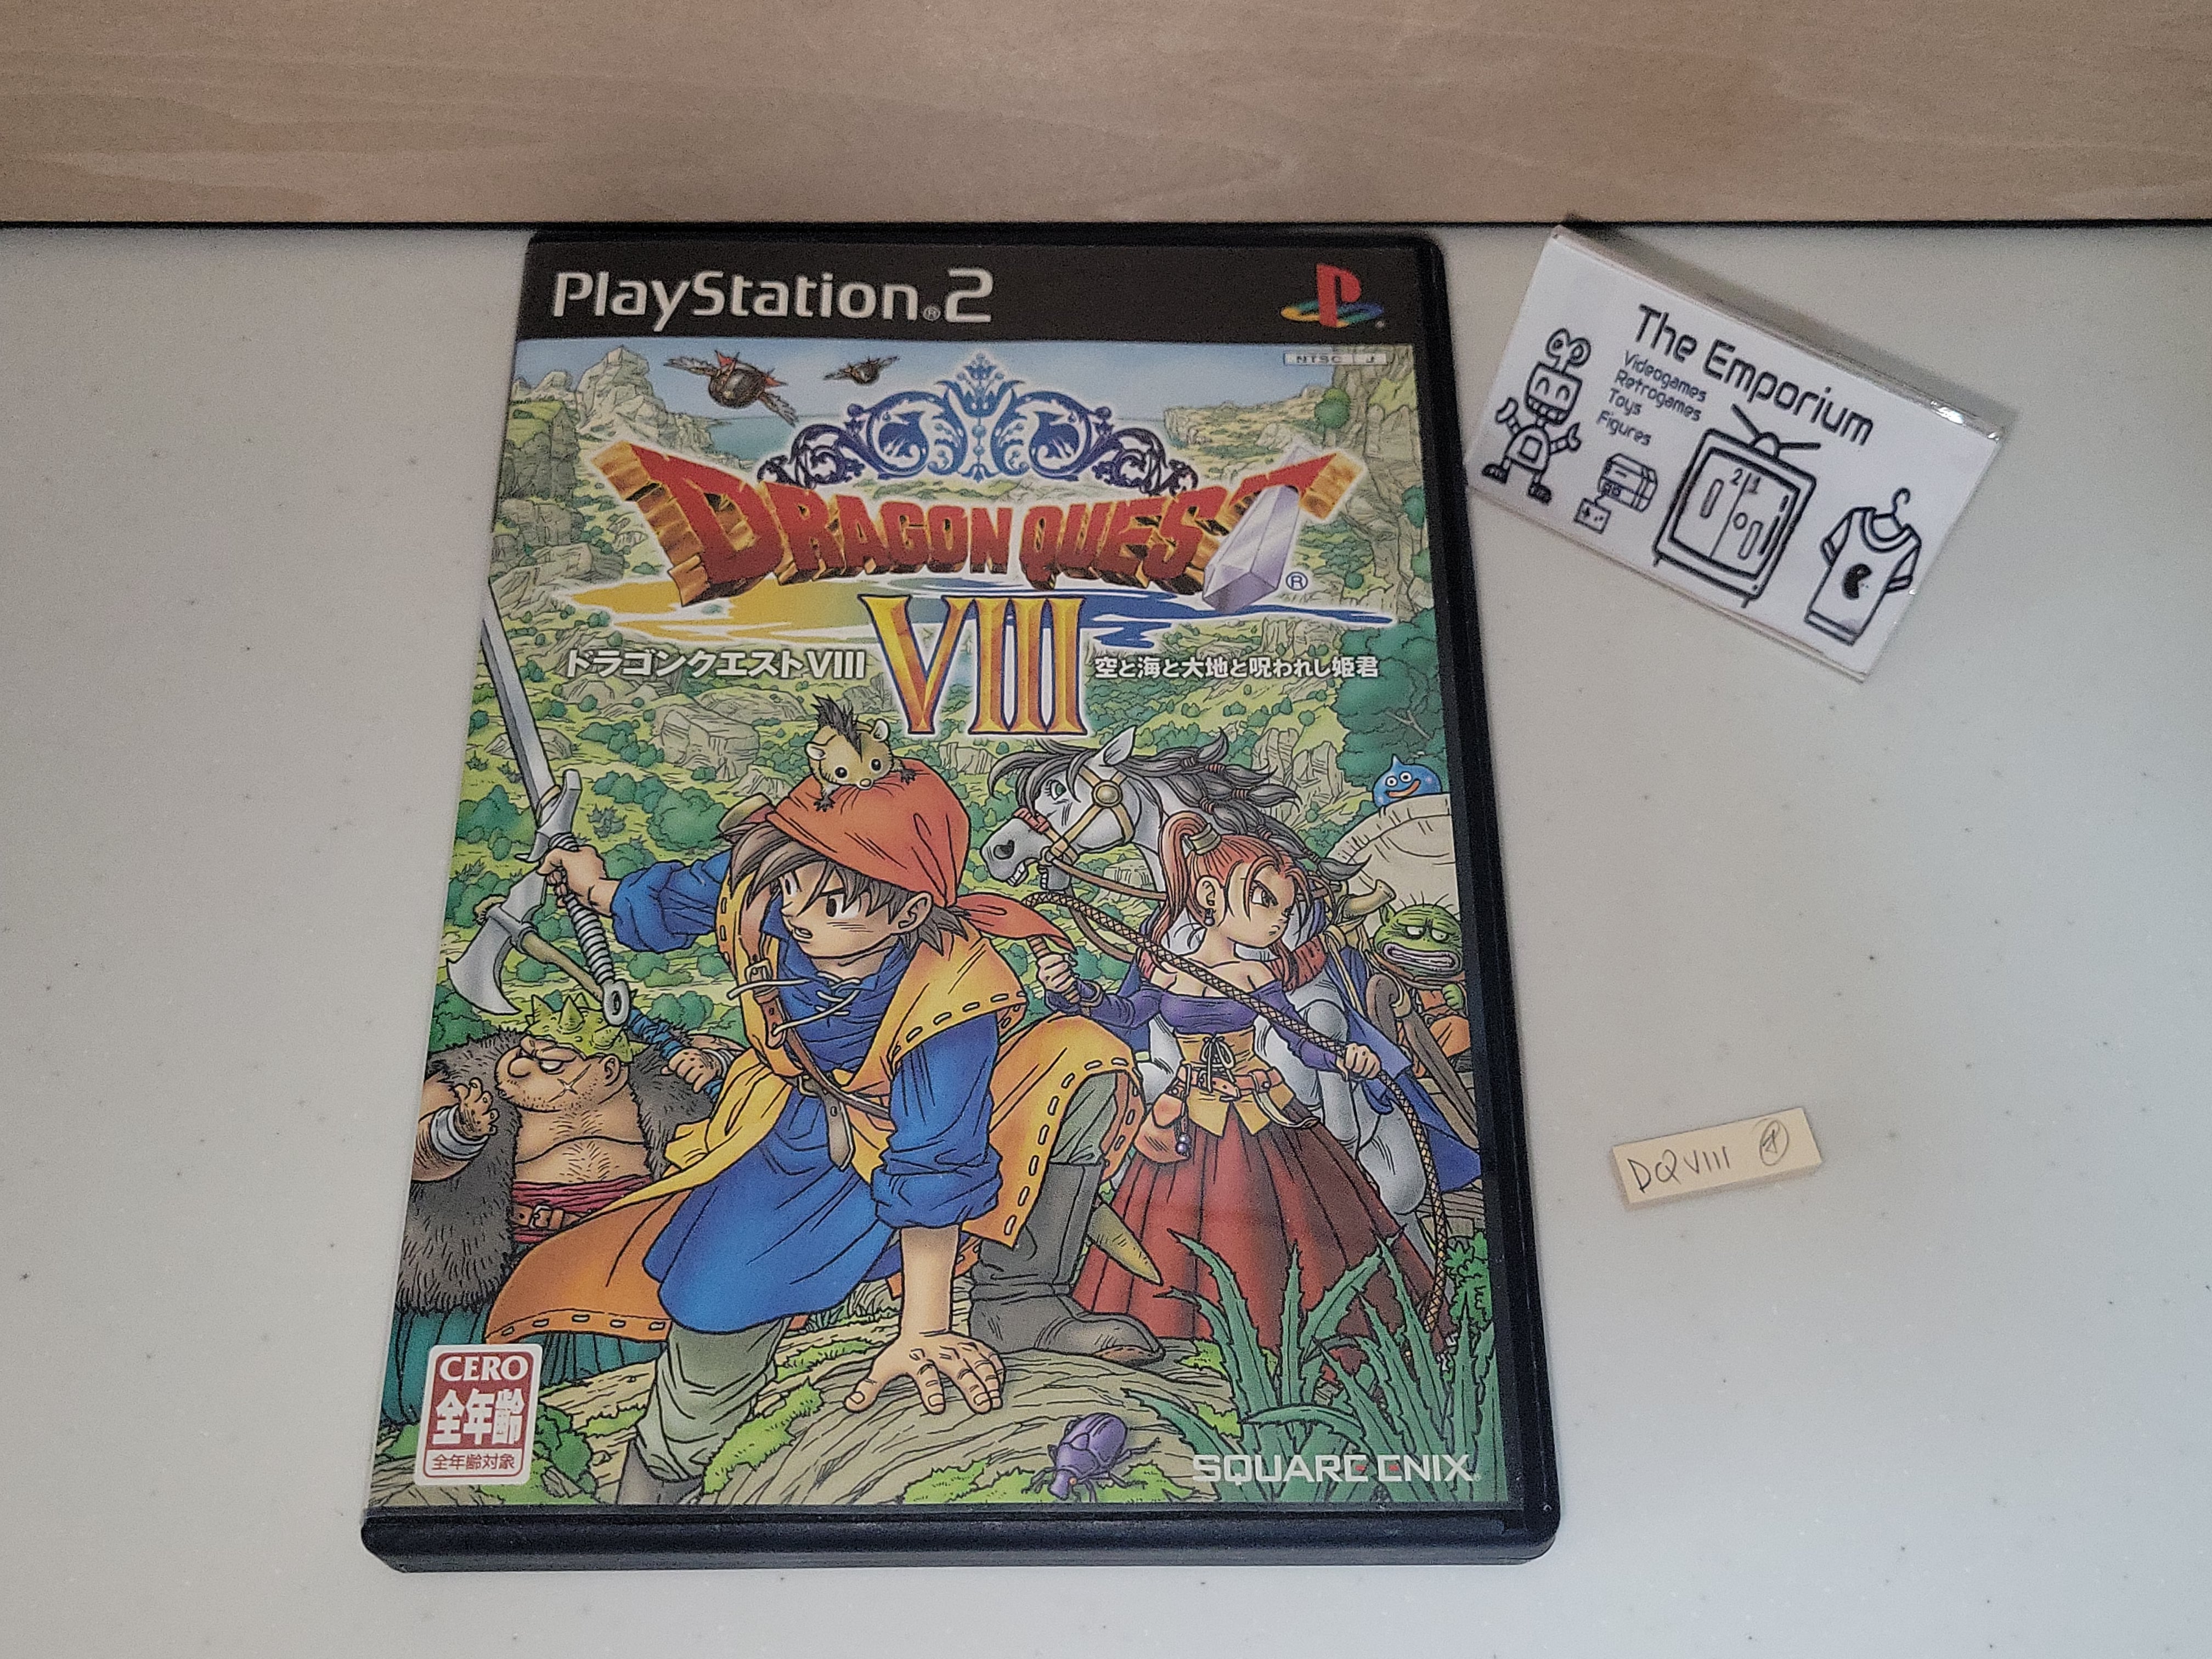 PlayStation®2
NTSC J
DRAGON QUEST®
VIII
ドラゴンクエストVIII
空と海と大地と呪われし姫君
CERO
全年齢
全年齢対象
SQUARE ENIX
The Emporium
Videogames
Retrogames
Toys
Figures
2 1
DQVIII